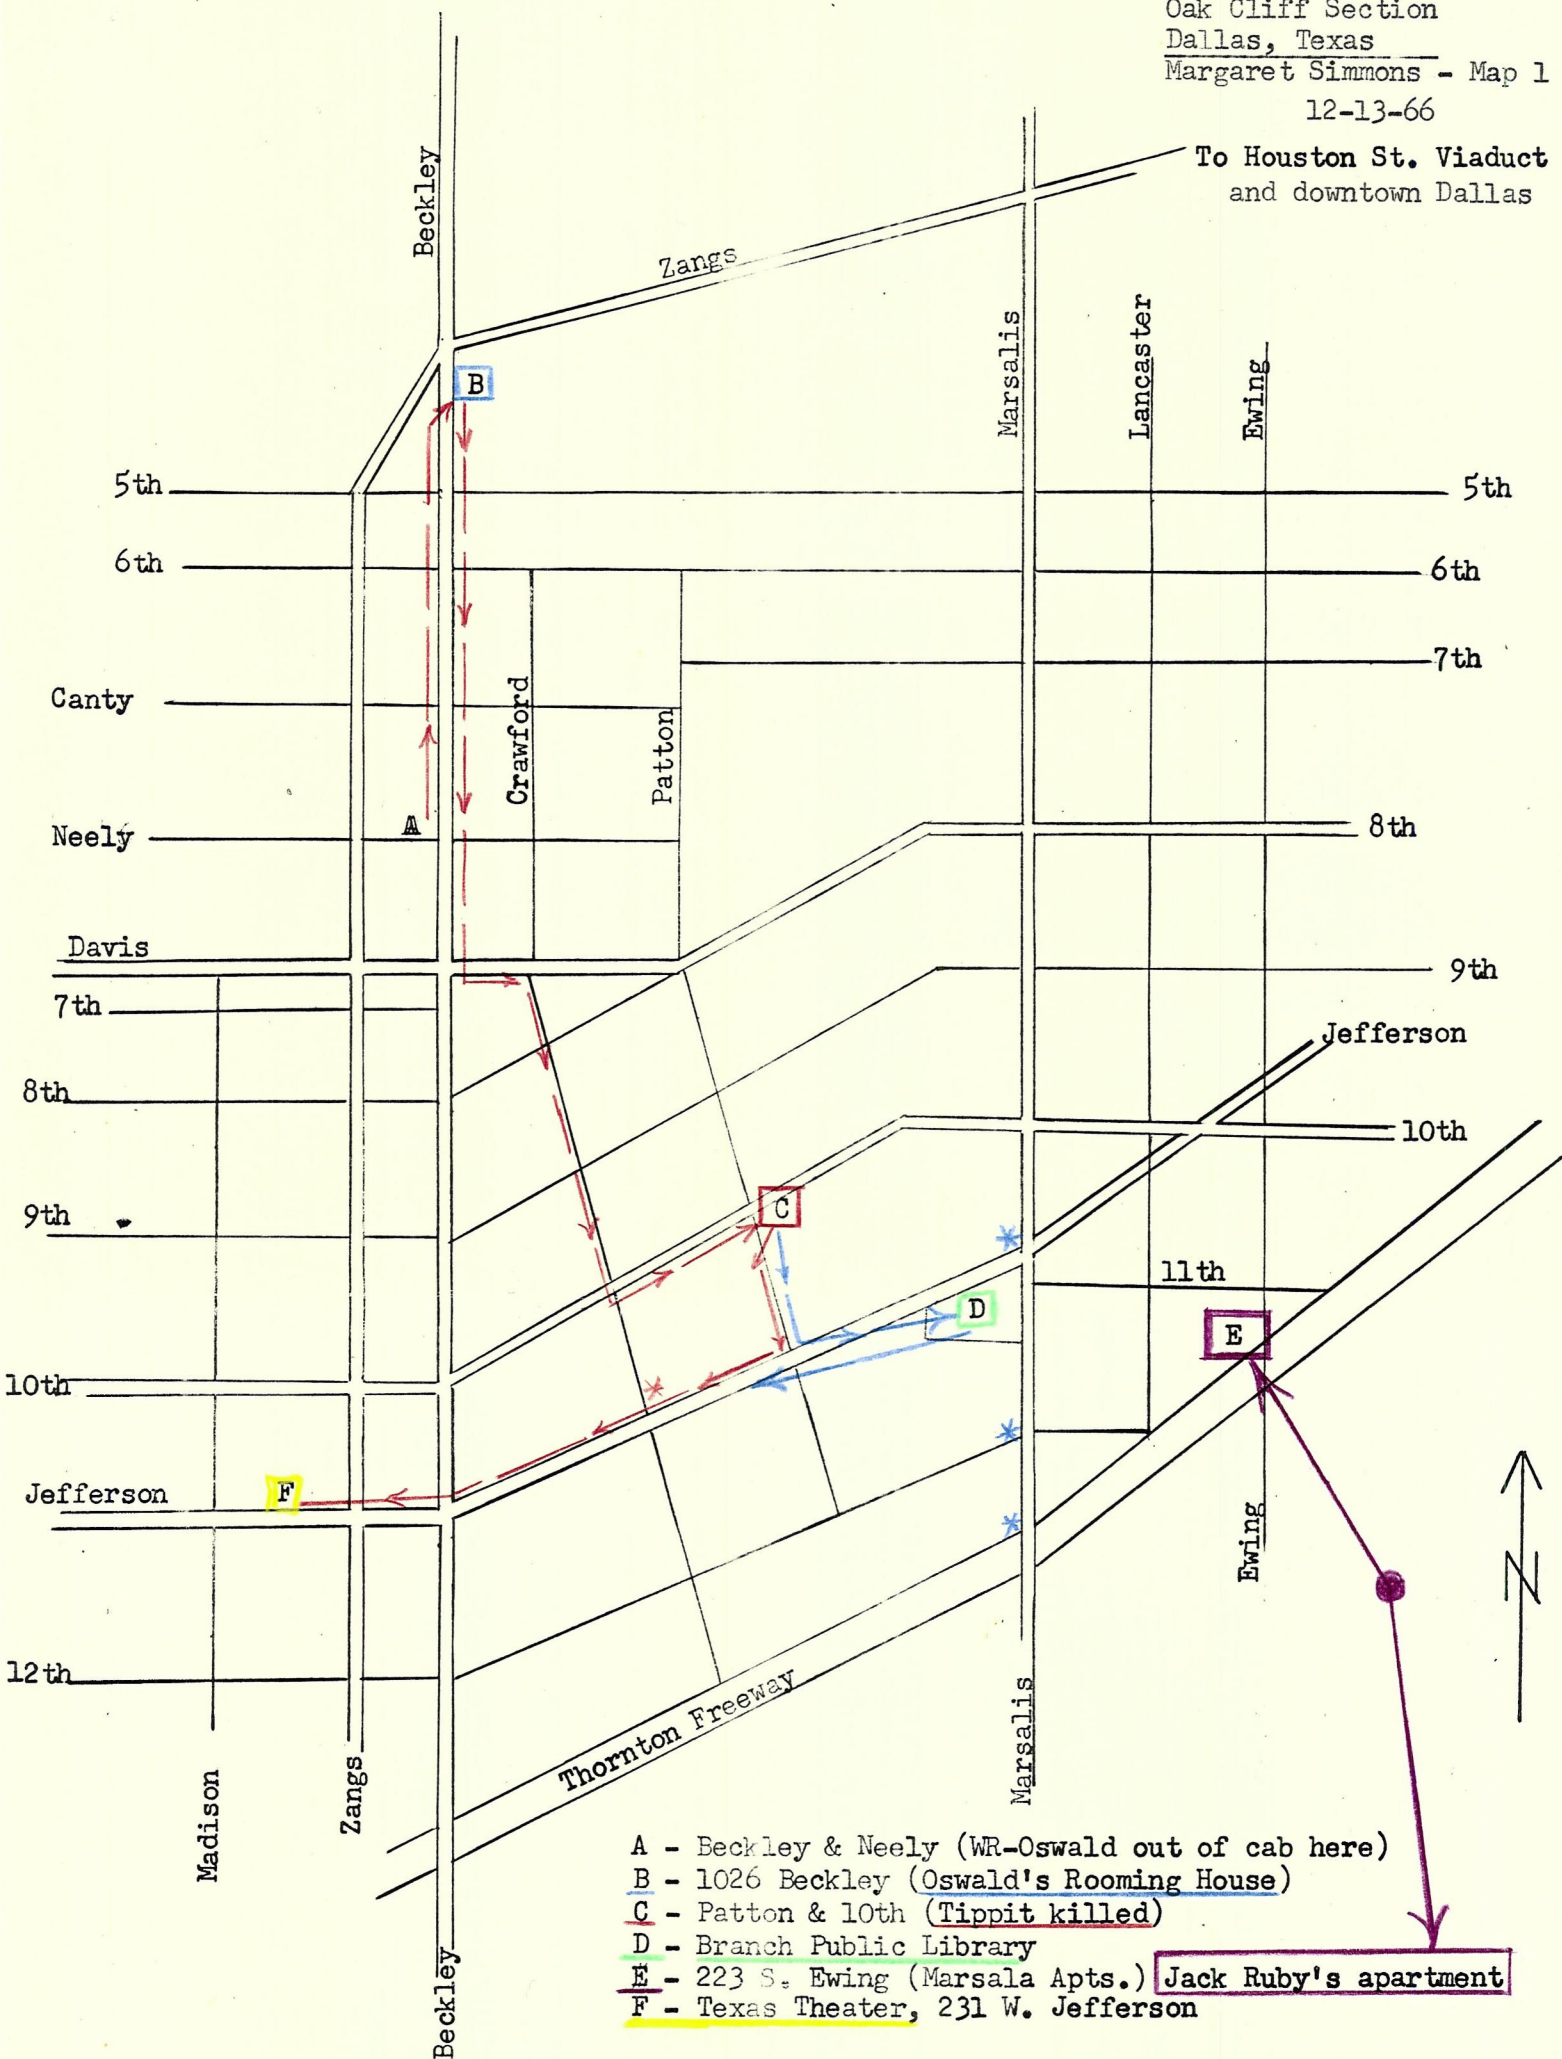 Oak Cliff Section
Dallas, Texas
Margaret Simmons - Map 1
12-13-66
To Houston St. Viaduct
and downtown Dallas
Beckley
Zangs
Marsalis
Lancaster
Ewing
B
5th
5th
6th
6th
7th
Canty
Crawford
Patton
A
Neely
8th
Davis
9th
7th
Jefferson
8th
10th
9th
C
11th
D
E
10th
F
Jefferson
Ewing
N
12th
Thornton Freeway
Marsalis
Zangs
Madison
A - Beckley & Neely (WR-Oswald out of cab here)
B - 1026 Beckley (Oswald's Rooming House)
C - Patton & 10th (Tippit killed)
D - Branch Public Library
E - 223 S. Ewing (Marsala Apts.) Jack Ruby's apartment
F - Texas Theater, 231 W. Jefferson
Beckley